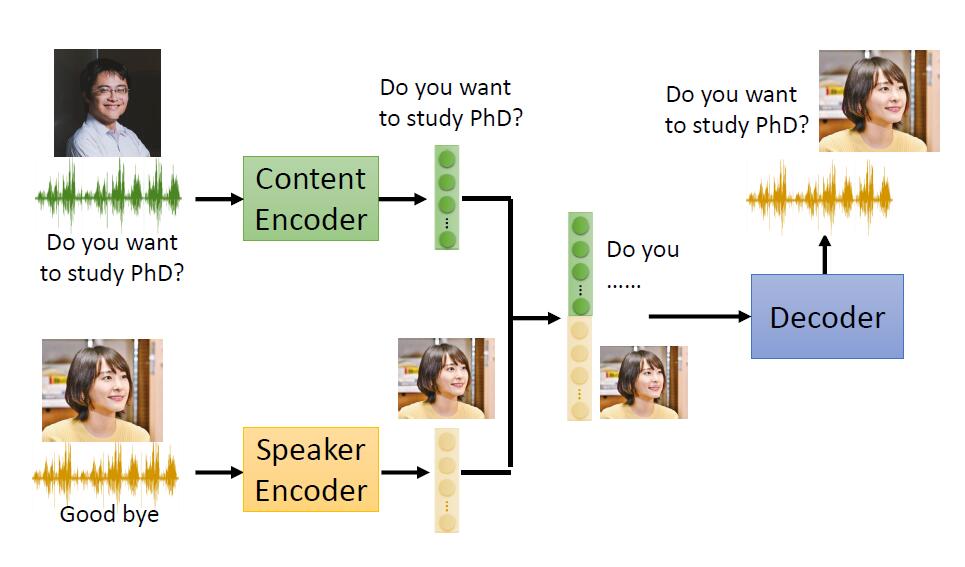 Do you want
to study PhD?
Do you want
to study PhD?
Content
Encoder
Do you want
to study PhD?
Do you
......
Decoder
Speaker
Encoder
Good bye